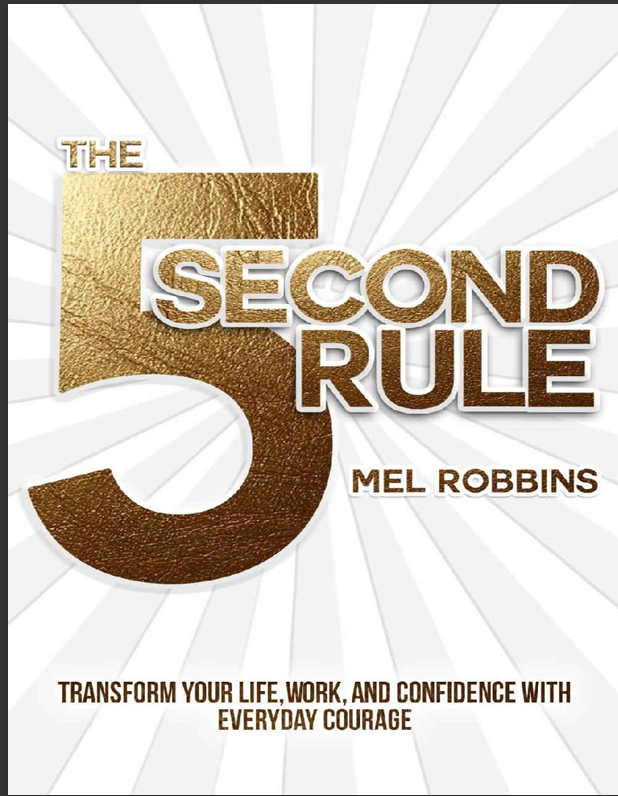 THE
5
SECOND
RULE
MEL ROBBINS
TRANSFORM YOUR LIFE, WORK, AND CONFIDENCE WITH
EVERYDAY COURAGE